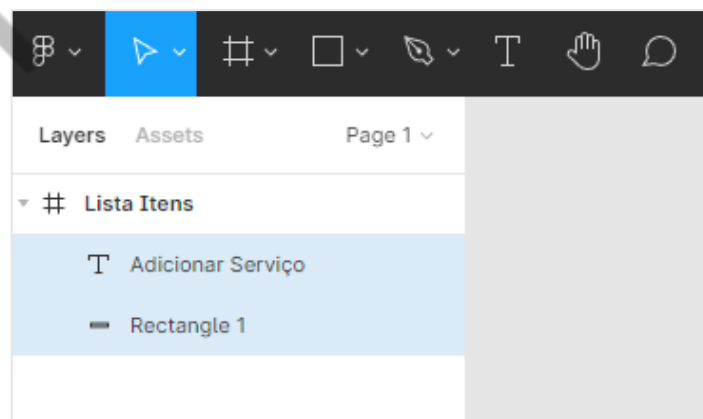 Layers Assets Page 1
Lista Itens
Adicionar Serviço
Rectangle 1